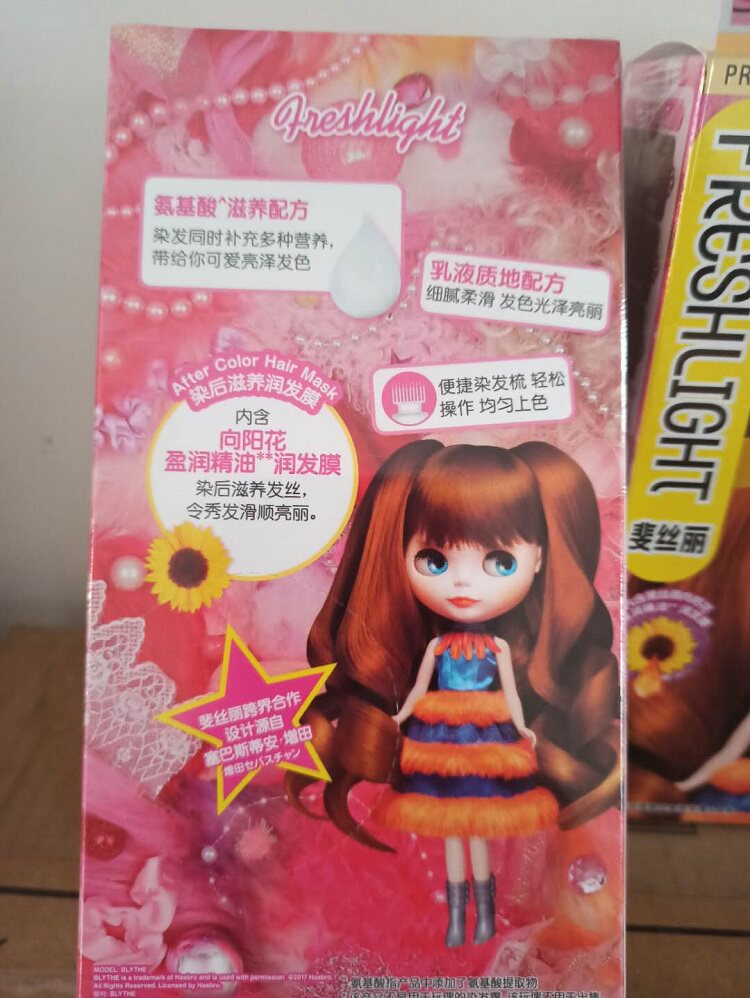 Freshlight
氨基酸^滋养配方
染发同时补充多种营养，
带给你可爱亮泽发色
乳液质地配方
细腻柔滑 发色光泽亮丽
After Color Hair Mask
染后滋养润发膜
便捷染发梳 轻松
操作 均匀上色
内含
向阳花
盈润精油**润发膜
染后滋养发丝，
令秀发滑顺亮丽。
斐丝丽跨界合作
设计源自
塞巴斯蒂安·增田
増田セバスチャン
MODEL: BLYTHE
BLYTHE is a trademark of Hasbro and is used with permission ©2017 Hasbro.
All Rights Reserved. Licensed by Hasbro.
模特: BLYTHE
氨基酸指产品中添加了氨基酸提取物
PR
FRESHLIGHT
斐丝丽